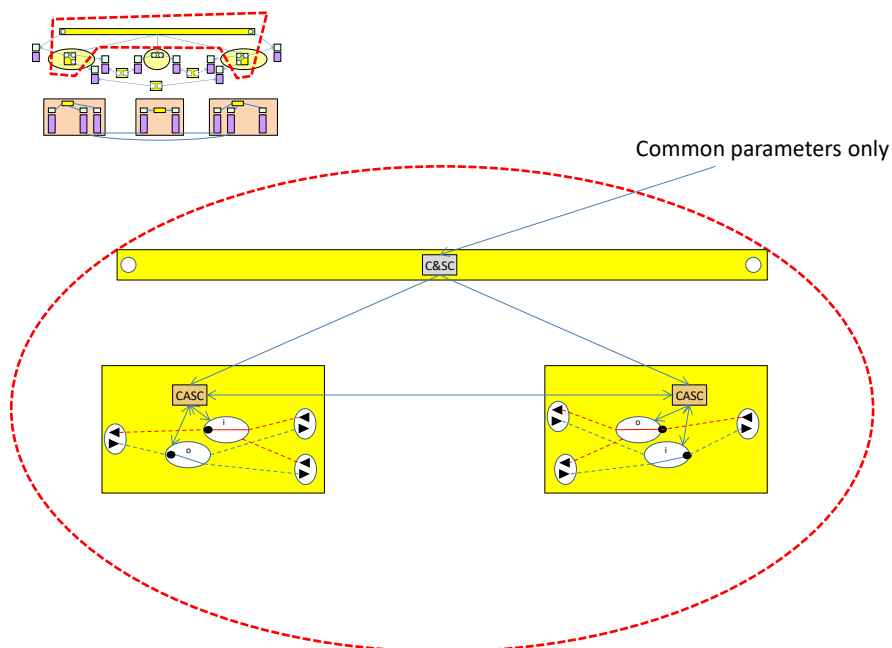 Common parameters only
C&SC
CASC
CASC
i
o
o
i